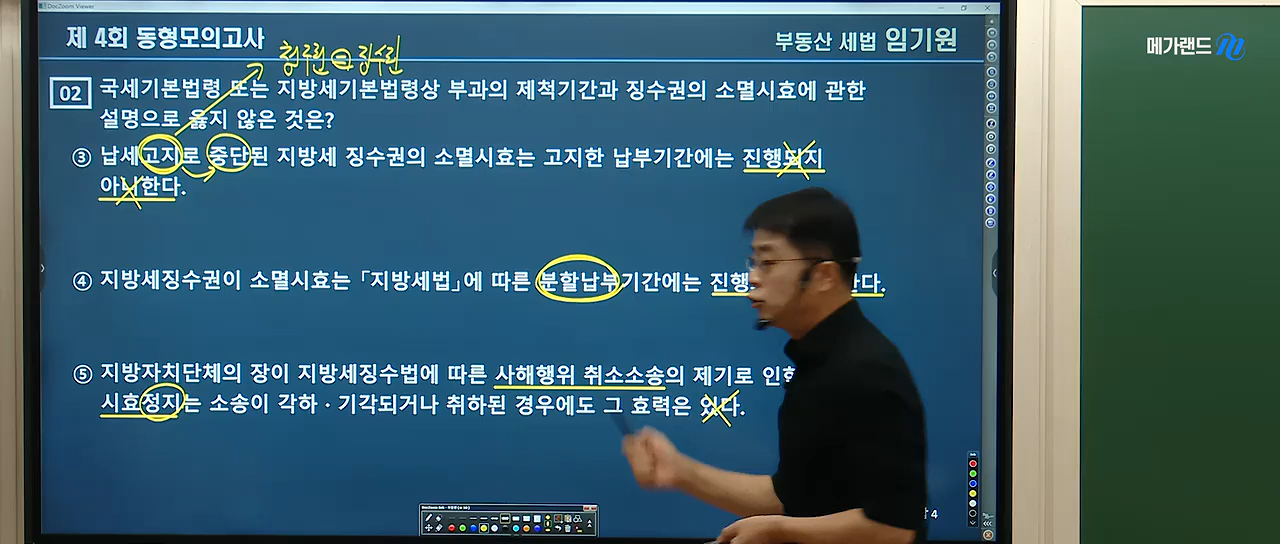 DocZoom Viewer
제 4회 동형모의고사
부동산 세법 임기원
메가랜드
02 국세기본법령 또는 지방세기본법령상 부과의 제척기간과 징수권의 소멸시효에 관한
설명으로 옳지 않은 것은?
③ 납세고지로 중단된 지방세 징수권의 소멸시효는 고지한 납부기간에는 진행되지
아니한다.
④ 지방세징수권이 소멸시효는 「지방세법」에 따른 분할납부기간에는 진행
한다.
⑤ 지방자치단체의 장이 지방세징수법에 따른 사해행위 취소소송의 제기로 인한
시효정지는 소송이 각하 · 기각되거나 취하된 경우에도 그 효력은 있다.
4